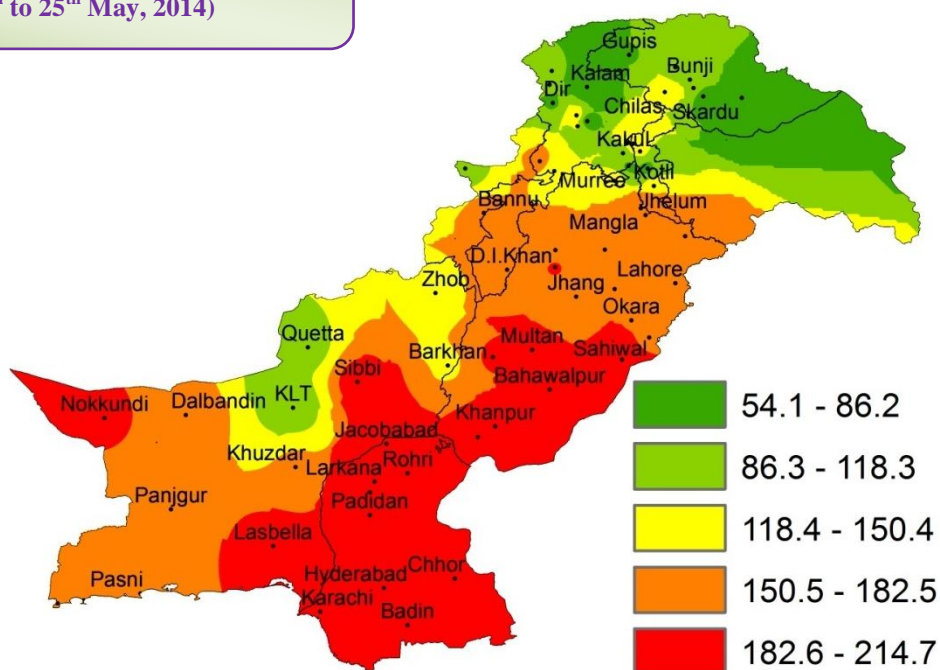 to 25th May, 2014)
Gupis
Kalam
Bunji
Dir
Chilas
Skardu
Kakul
Murree
Kotli
Bannu
Jhelum
Mangla
D.I.Khan
Lahore
Zhob
Jhang
Okara
Quetta
Multan
Sahiwal
Barkhan
Sibbi
Bahawalpur
Nokkundi
Dalbandin
KLT
Khanpur
Jacobabad
Khuzdar
Larkana
Rohri
Panjgur
Padidan
Lasbella
Pasni
Hyderabad
Chhor
Karachi
Badin
54.1 - 86.2
86.3 - 118.3
118.4 - 150.4
150.5 - 182.5
182.6 - 214.7